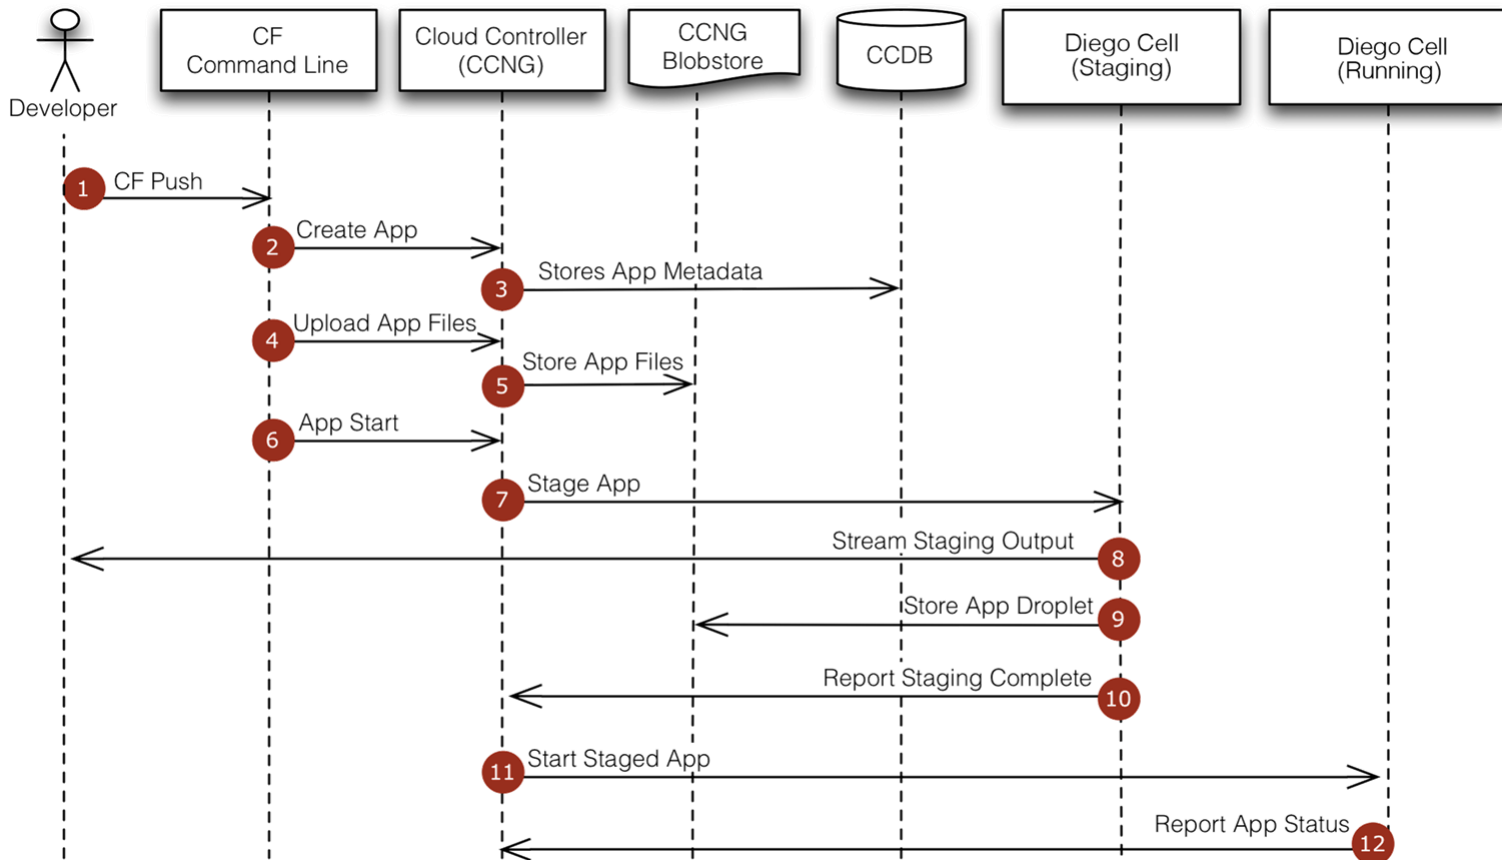 CF
Command Line
Cloud Controller
(CCNG)
CCNG
Blobstore
CCDB
Diego Cell
(Staging)
Diego Cell
(Running)
Developer
1 CF Push
2 Create App
3 Stores App Metadata
4 Upload App Files
5 Store App Files
6 App Start
7 Stage App
Stream Staging Output 8
Store App Droplet 9
Report Staging Complete 10
11 Start Staged App
Report App Status 12